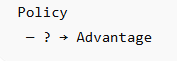 Policy
– ? → Advantage